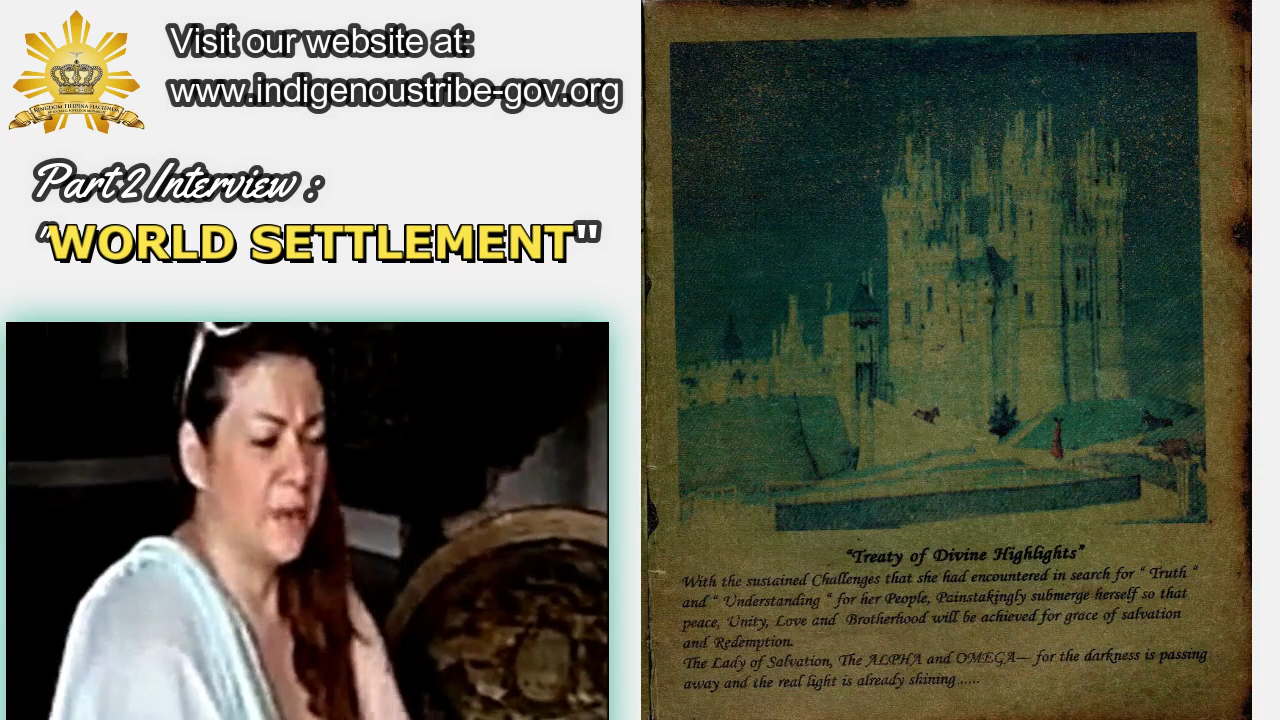 Visit our website at:
www.indigenoustribe-gov.org
KINGDOM FILIPINA HACIENDA
Part 2 Interview :
"WORLD SETTLEMENT"
"Treaty of Divine Highlights"
With the sustained Challenges that she had encountered in search for " Truth "
and " Understanding " for her People, Painstakingly submerge herself so that
peace, Unity, Love and Brotherhood will be achieved for grace of salvation
and Redemption.
The Lady of Salvation, The ALPHA and OMEGA— for the darkness is passing
away and the real light is already shining.....